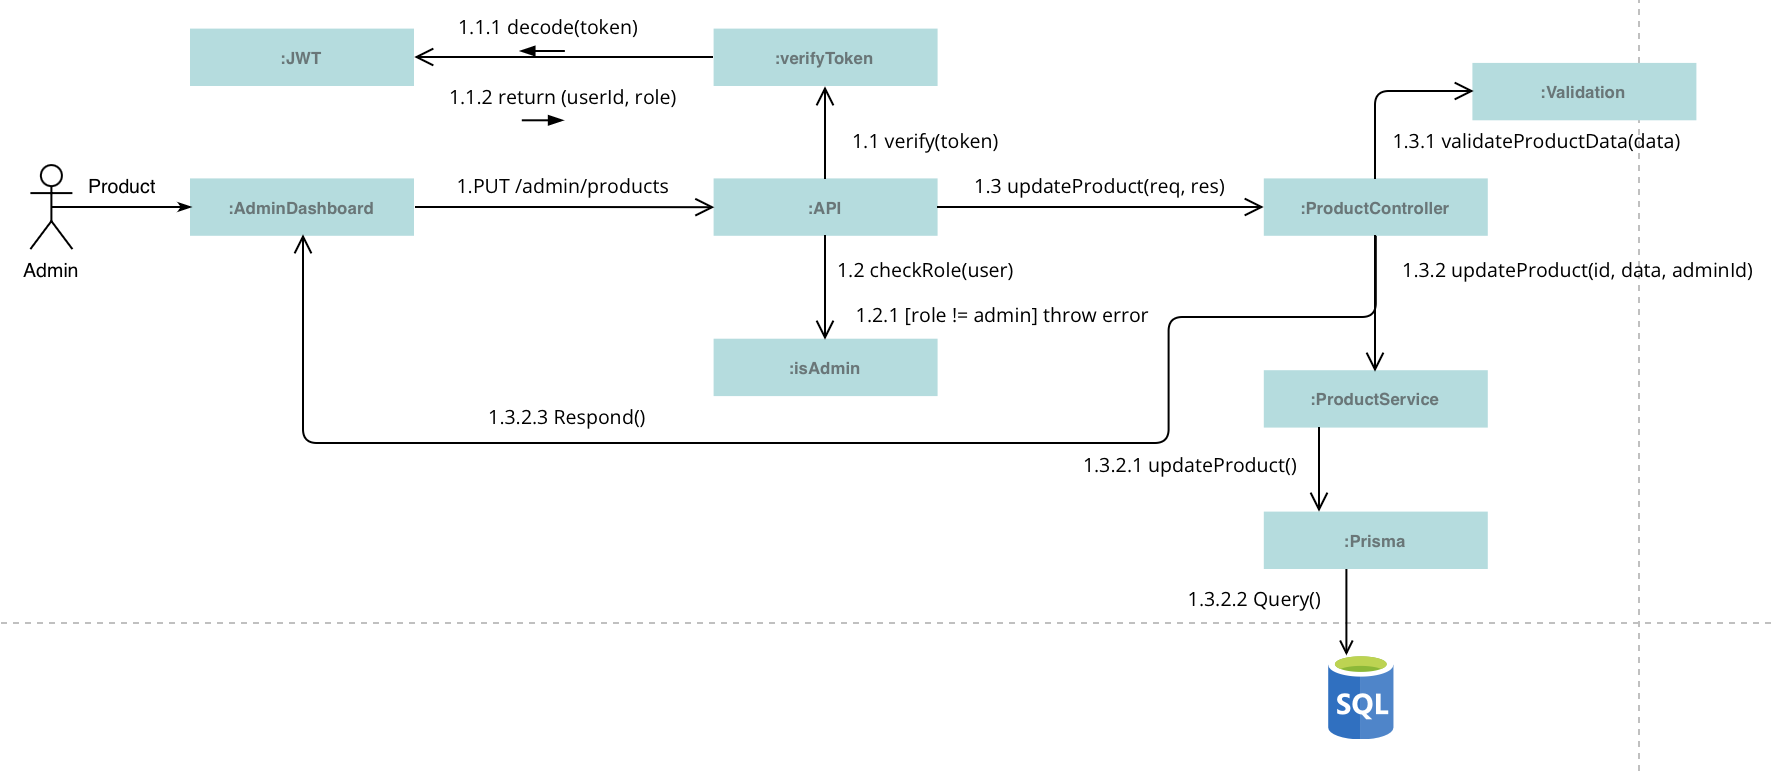 1.1.1 decode(token)
:JWT
:verifyToken
:Validation
1.1.2 return (userId, role)
1.1 verify(token)
1.3.1 validateProductData(data)
Product
1.PUT /admin/products
1.3 updateProduct(req, res)
:AdminDashboard
:API
:ProductController
Admin
1.2 checkRole(user)
1.3.2 updateProduct(id, data, adminId)
1.2.1 [role != admin] throw error
:isAdmin
:ProductService
1.3.2.3 Respond()
1.3.2.1 updateProduct()
:Prisma
1.3.2.2 Query()
SQL